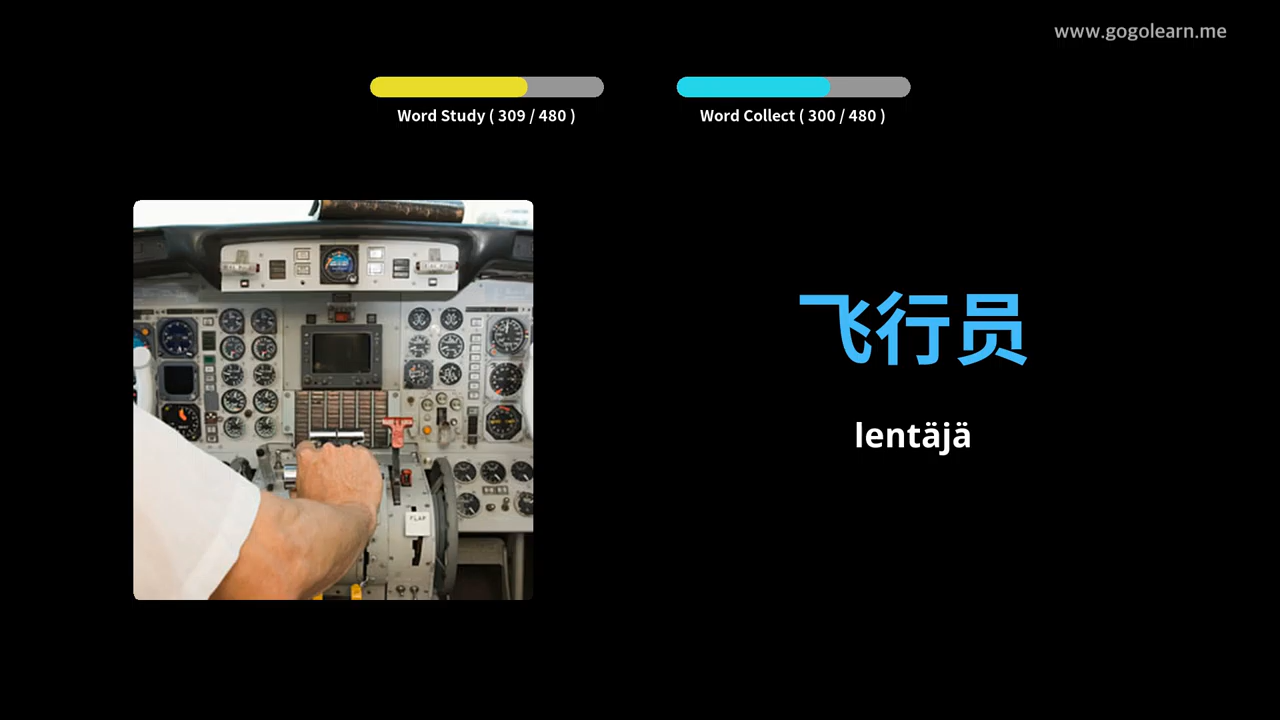 www.gogolearn.me
Word Study ( 309 / 480 )
Word Collect ( 300 / 480 )
飞行员
lentäjä
FLAP